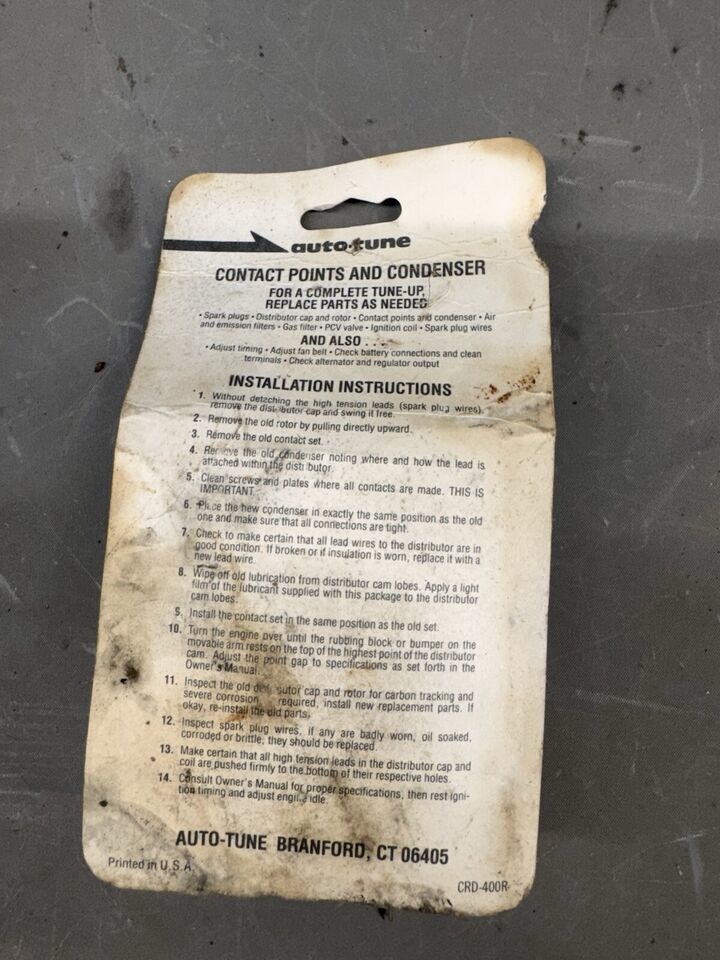 auto·tune
CONTACT POINTS AND CONDENSER
FOR A COMPLETE TUNE-UP,
REPLACE PARTS AS NEEDED
• Spark plugs • Distributor cap and rotor • Contact points and condenser • Air
and emission filters • Gas filter • PCV valve • Ignition coil • Spark plug wires
AND ALSO . . . .
• Adjust timing • Adjust fan belt • Check battery connections and clean
terminals • Check alternator and regulator output
INSTALLATION INSTRUCTIONS
1. Without detaching the high tension leads (spark plug wires),
remove the distributor cap and swing it free.
2. Remove the old rotor by pulling directly upward.
3. Remove the old contact set.
4. Remove the old condenser noting where and how the lead is
attached within the distributor.
5. Clean screws and plates where all contacts are made. THIS IS
IMPORTANT.
6. Place the new condenser in exactly the same position as the old
one and make sure that all connections are tight.
7. Check to make certain that all lead wires to the distributor are in
good condition. If broken or if insulation is worn, replace it with a
new lead wire.
8. Wipe off old lubrication from distributor cam lobes. Apply a light
film of the lubricant supplied with this package to the distributor
cam lobes.
9. Install the contact set in the same position as the old set.
10. Turn the engine over until the rubbing block or bumper on the
movable arm rests on the top of the highest point of the distributor
cam. Adjust the point gap to specifications as set forth in the
Owner's Manual.
11. Inspect the old distributor cap and rotor for carbon tracking and
severe corrosion required, install new replacement parts. If
okay, re-install the old parts.
12. Inspect spark plug wires, if any are badly worn, oil soaked,
corroded or brittle, they should be replaced.
13. Make certain that all high tension leads in the distributor cap and
coil are pushed firmly to the bottom of their respective holes.
14. Consult Owner's Manual for proper specifications, then rest igni-
tion timing and adjust engine idle.
AUTO-TUNE BRANFORD, CT 06405
Printed in U.S.A.
CRD-400R